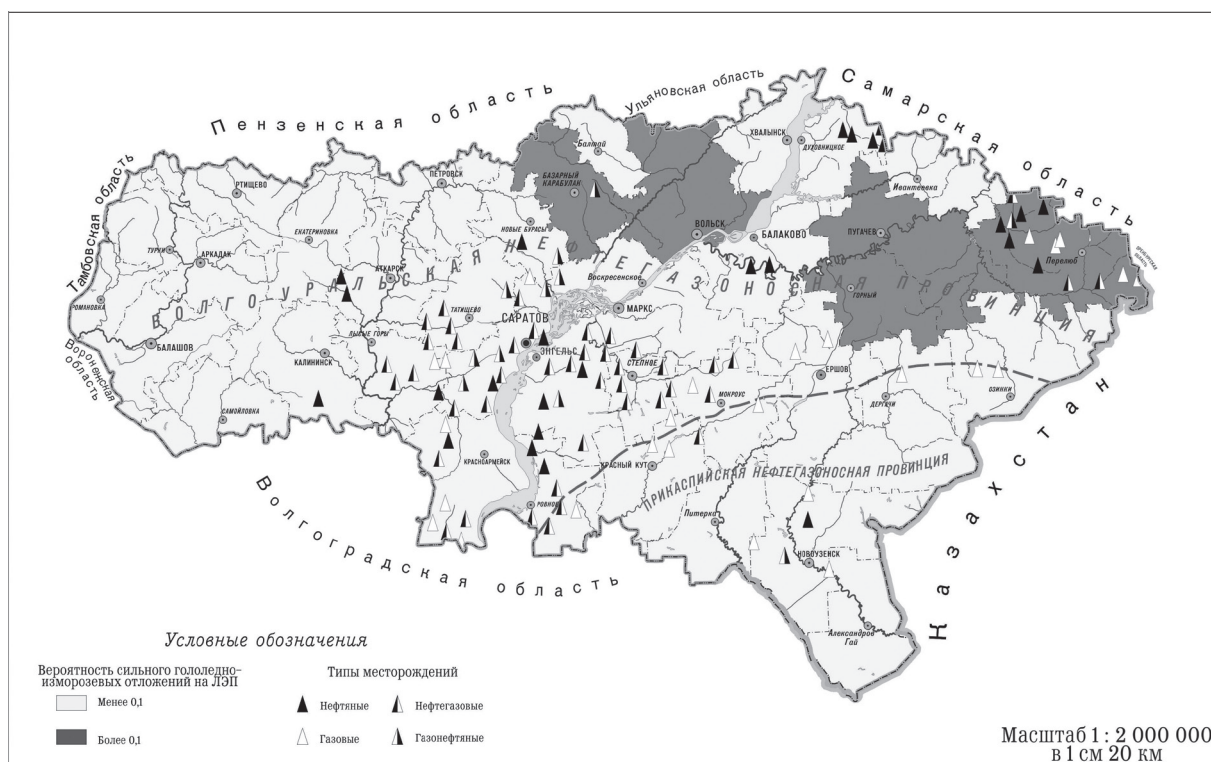 Пензенская область
Ульяновская область
Самарская область
Тамбовская область
Воронежская область
Волгоградская область
Казахстан
ВОЛГО-УРАЛЬСКАЯ НЕФТЕГАЗОНОСНАЯ ПРОВИНЦИЯ
ПРИКАСПИЙСКАЯ НЕФТЕГАЗОНОСНАЯ ПРОВИНЦИЯ
ХВАЛЫНСК
ДУХОВНИЦКОЕ
Балтай
БАЗАРНЫЙ
КАРАБУЛАК
ПЕТРОВСК
РТИЩЕВО
Ивантеевка
НОВЫЕ БУРАСЫ
ВОЛЬСК
БАЛАКОВО
ПУГАЧЕВ
ЕКАТЕРИНОВКА
ТУРКИ
АРКАДАК
АТКАРСК
Воскресенское
Перелюб
ГОРНЫЙ
РОМАНОВКА
ТАТИЩЕВО
САРАТОВ
МАРКС
БАЛАШОВ
ЛЫСЫЕ ГОРЫ
КАЛИНИНСК
ЭНГЕЛЬС
СТЕПНОЕ
ЕРШОВ
МОКРОУС
ДЕРГАЧИ
ОЗИНКИ
САМОЙЛОВКА
КРАСНОАРМЕЙСК
КРАСНЫЙ КУТ
РОВНОЕ
Питерка
НОВОУЗЕНСК
Александров
Гай
Условные обозначения
Вероятность сильного гололедно-
изморозевых отложений на ЛЭП
Менее 0,1
Более 0,1
Типы месторождений
Нефтяные
Нефтегазовые
Газовые
Газонефтяные
Масштаб 1 : 2 000 000
в 1 см 20 км